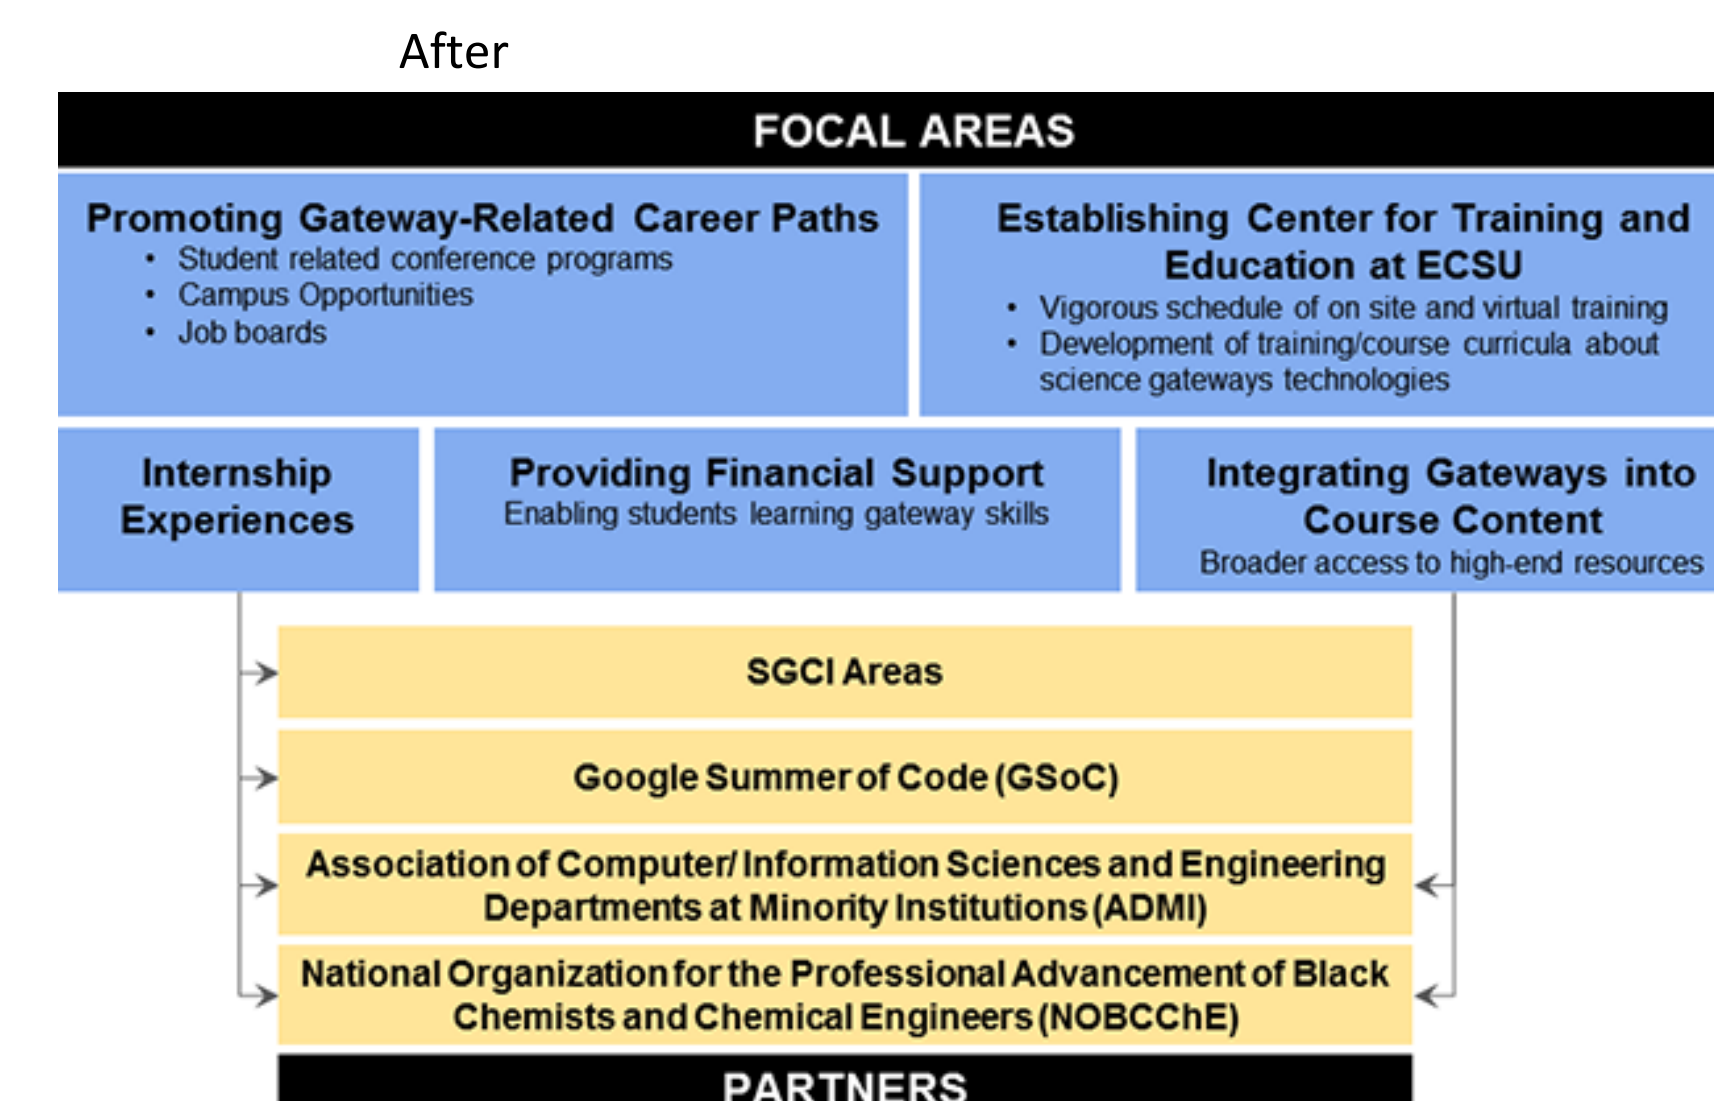 After
FOCAL AREAS
Promoting Gateway-Related Career Paths
• Student related conference programs
• Campus Opportunities
• Job boards
Establishing Center for Training and
Education at ECSU
• Vigorous schedule of on site and virtual training
• Development of training/course curricula about
science gateways technologies
Internship
Experiences
Providing Financial Support
Enabling students learning gateway skills
Integrating Gateways into
Course Content
Broader access to high-end resources
SGCI Areas
Google Summer of Code (GSoC)
Association of Computer/ Information Sciences and Engineering
Departments at Minority Institutions (ADMI)
National Organization for the Professional Advancement of Black
Chemists and Chemical Engineers (NOBCChE)
PARTNERS